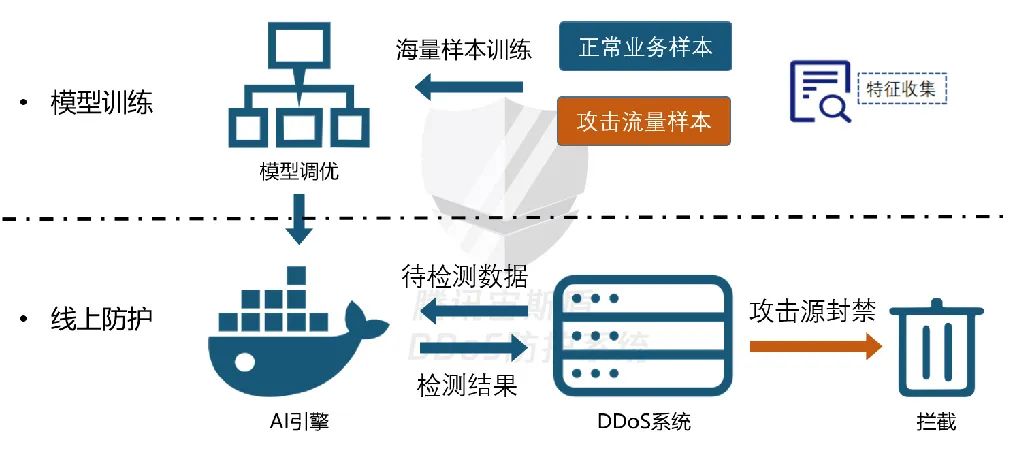 海量样本训练
正常业务样本
• 模型训练
特征收集
攻击流量样本
模型调优
待检测数据
腾讯宙斯盾
DDoS防护系统
• 线上防护
攻击源封禁
检测结果
AI引擎
DDoS系统
拦截